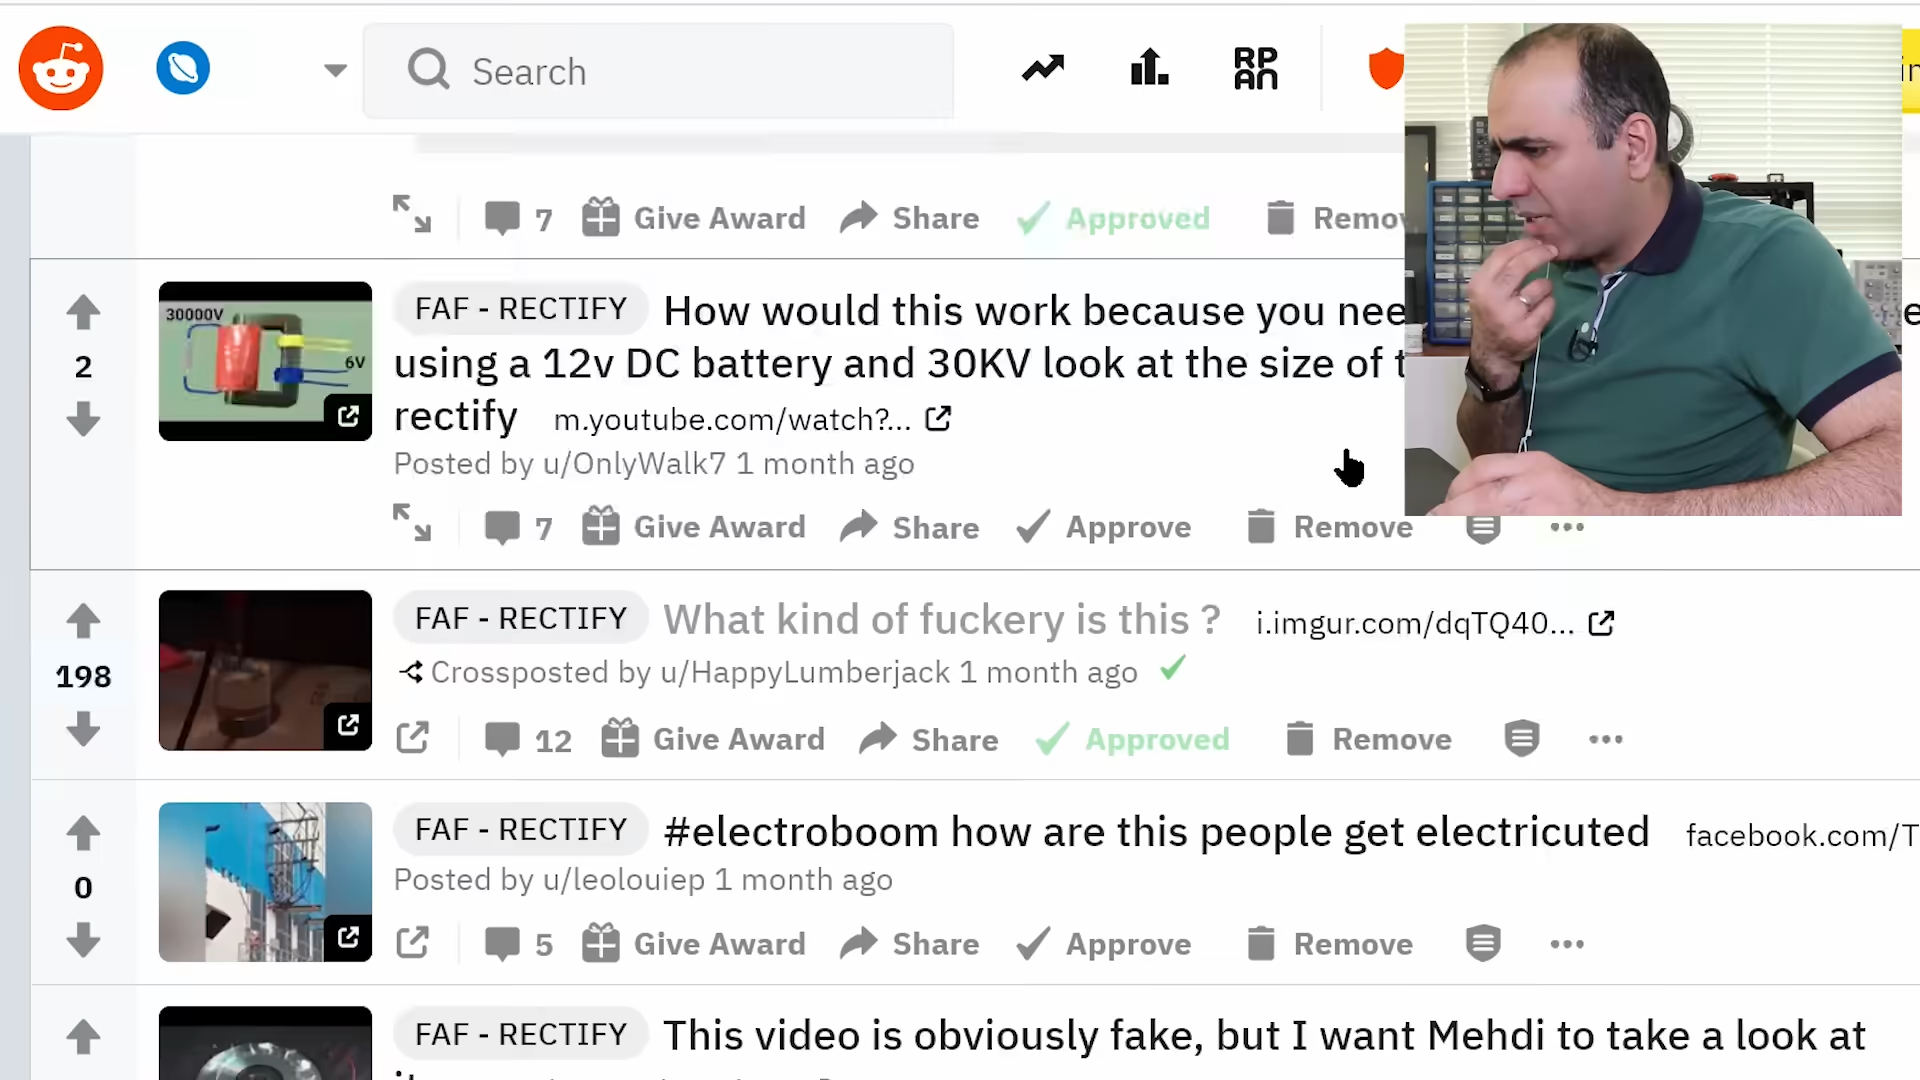 Search
RP
AN
7 Give Award Share Approved
30000V
6V
FAF - RECTIFY How would this work because you
using a 12v DC battery and 30KV look at the size of
rectify m.youtube.com/watch?...
Posted by u/OnlyWalk7 1 month ago
2
7 Give Award Share Approve Remove ...
FAF - RECTIFY What kind of fuckery is this ? i.imgur.com/dqTQ40...
198
Crossposted by u/HappyLumberjack 1 month ago
12 Give Award Share Approved Remove ...
FAF - RECTIFY #electroboom how are this people get electricuted facebook.com/T
Posted by u/leolouiep 1 month ago
0
5 Give Award Share Approve Remove ...
FAF - RECTIFY This video is obviously fake, but I want Mehdi to take a look at